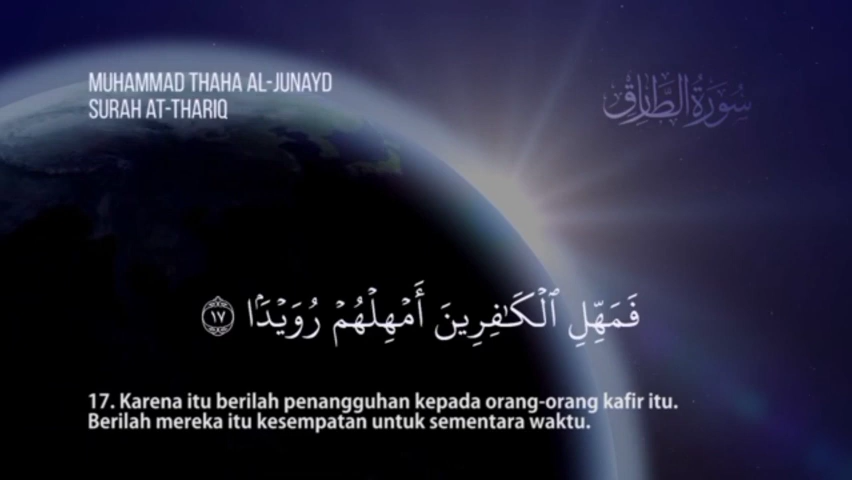 MUHAMMAD THAHA AL-JUNAYD
SURAH AT-THARIQ
سُورَةُ الطَّارِقِ
فَمَهِّلِ ٱلۡكَٰفِرِينَ أَمۡهِلۡهُمۡ رُوَيۡدَۢا ١٧
17. Karena itu berilah penangguhan kepada orang-orang kafir itu.
Berilah mereka itu kesempatan untuk sementara waktu.